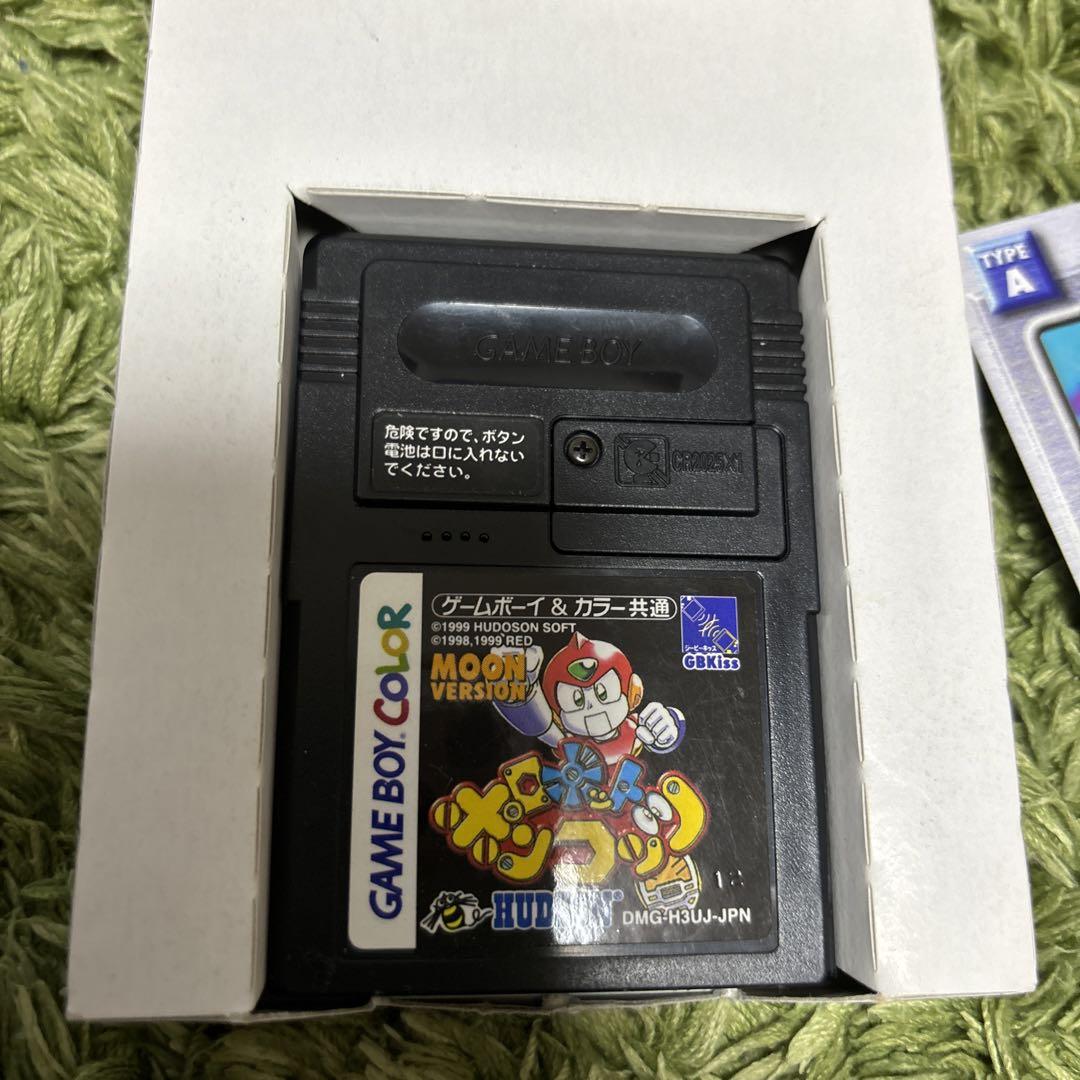 TYPE
A
GAME BOY
危険ですので、ボタン
電池は口に入れない
でください。
CR2025X1
GAME BOY COLOR
ゲームボーイ & カラー共通
©1999 HUDOSON SOFT
©1998,1999 RED
ジービーキッス
GBKiss
MOON
VERSION
HUDSON
DMG-H3UJ-JPN